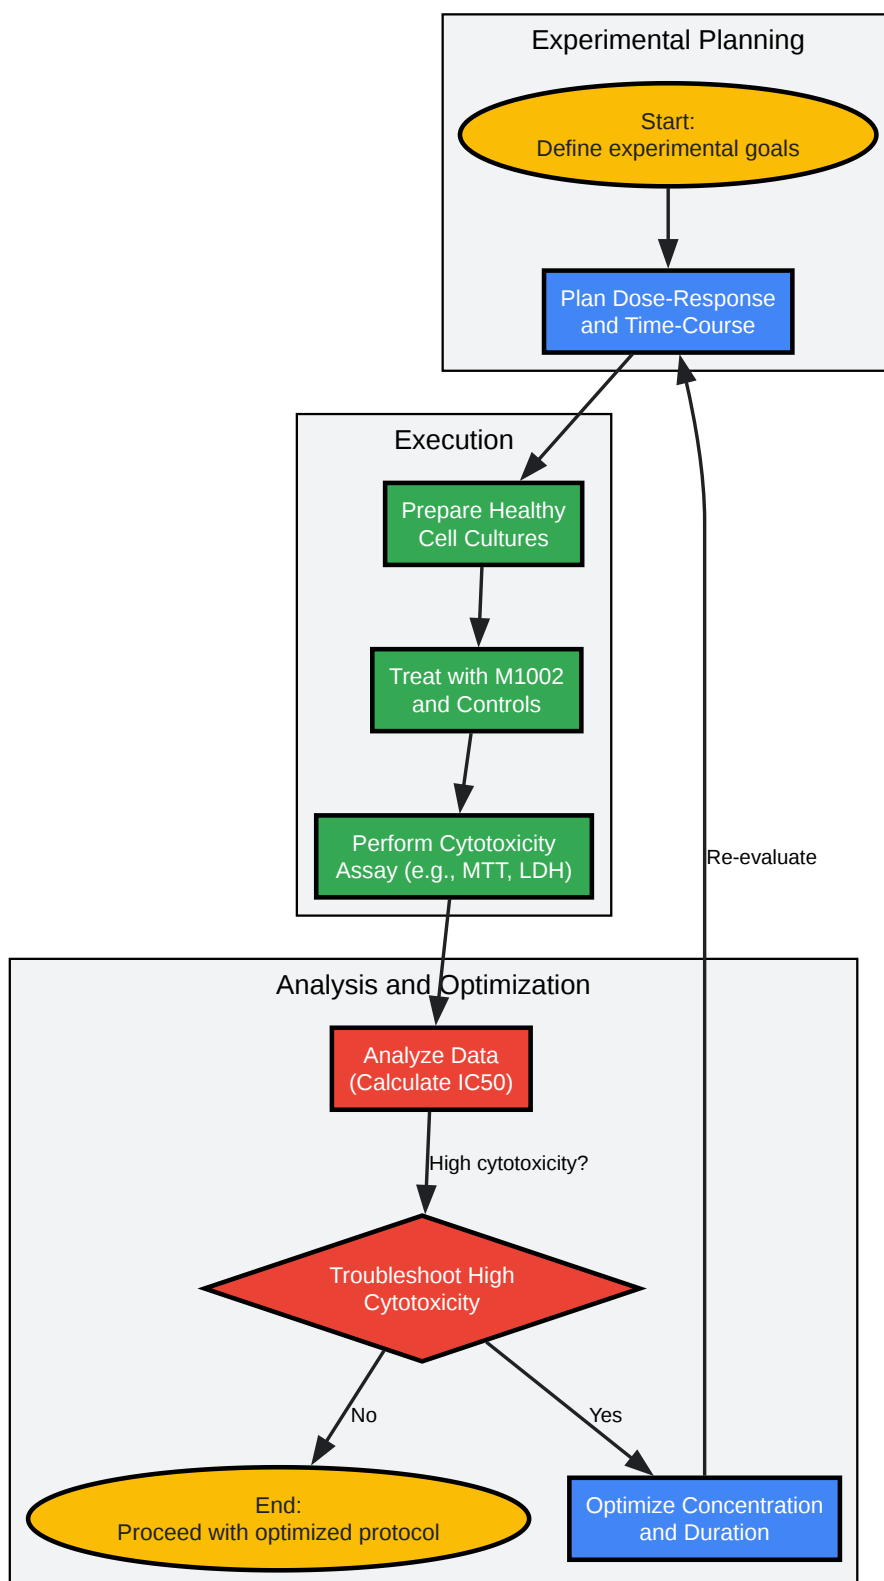 Experimental Planning
Start:
Define experimental goals
Plan Dose-Response
and Time-Course
Execution
Prepare Healthy
Cell Cultures
Treat with M1002
and Controls
Perform Cytotoxicity
Assay (e.g., MTT, LDH)
Re-evaluate
Analysis and Optimization
Analyze Data
(Calculate IC50)
High cytotoxicity?
Troubleshoot High
Cytotoxicity
No
Yes
End:
Proceed with optimized protocol
Optimize Concentration
and Duration